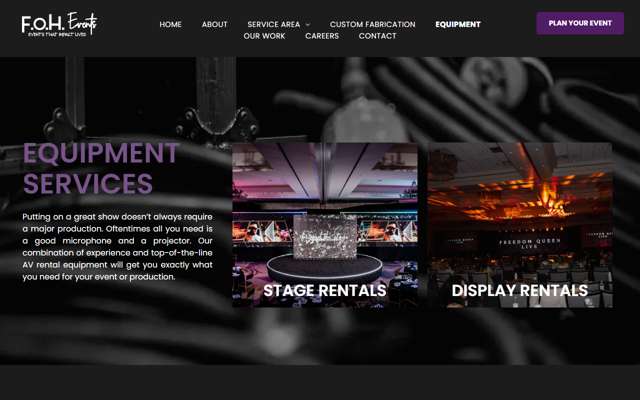 F.O.H. Events
EVENTS THAT IMPACT LIVES
HOME
ABOUT
SERVICE AREA
CUSTOM FABRICATION
EQUIPMENT
OUR WORK
CAREERS
CONTACT
PLAN YOUR EVENT
EQUIPMENT
SERVICES
Putting on a great show doesn't always require
a major production. Oftentimes all you need is
a good microphone and a projector. Our
combination of experience and top-of-the-line
AV rental equipment will get you exactly what
you need for your event or production.
STAGE RENTALS
FREEDOM QUEEN
LIVE
DISPLAY RENTALS